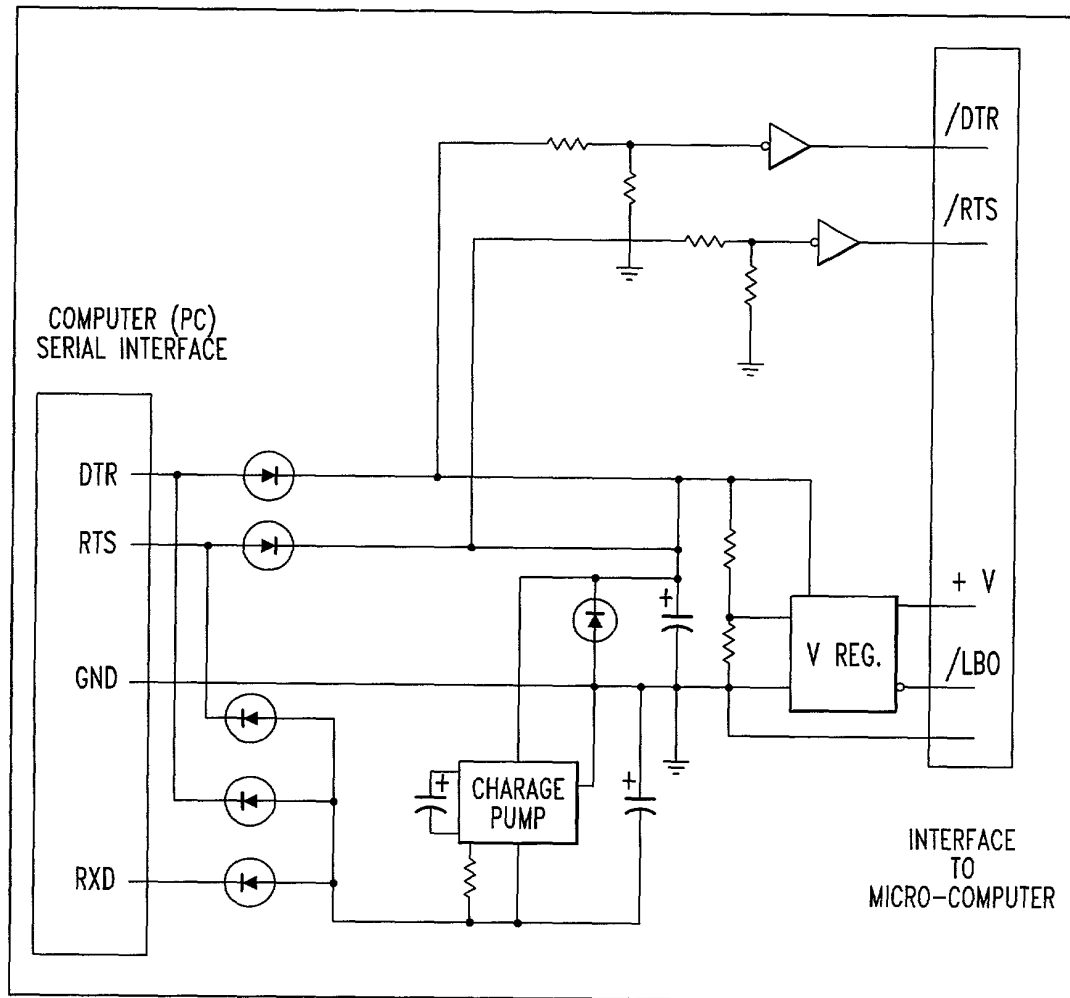 /DTR
/RTS
COMPUTER (PC)
SERIAL INTERFACE
DTR
RTS
+ V
+
V REG.
/LBO
GND
+
+
CHARAGE
PUMP
RXD
INTERFACE
TO
MICRO-COMPUTER